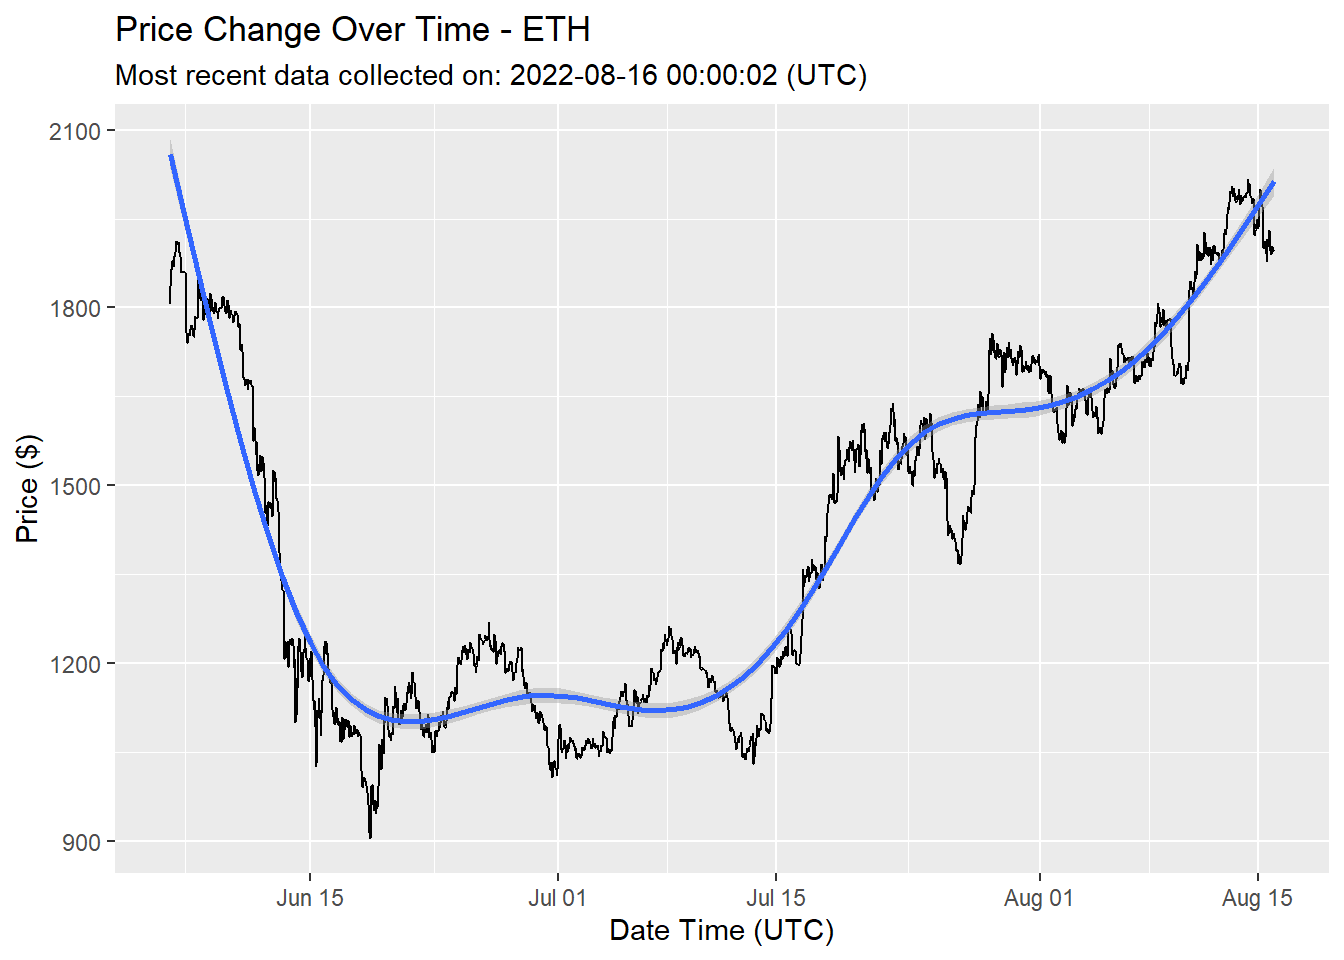 Price Change Over Time - ETH
Most recent data collected on: 2022-08-16 00:00:02 (UTC)
2100
1800
1500
1200
900
Price ($)
Jun 15
Jul 01
Jul 15
Aug 01
Aug 15
Date Time (UTC)